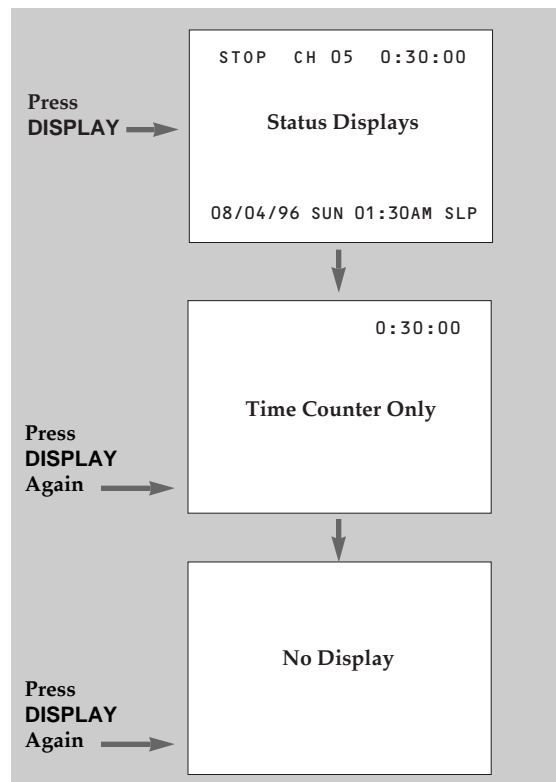 STOP CH 05 0:30:00
Press
DISPLAY
Status Displays
08/04/96 SUN 01:30AM SLP
0:30:00
Time Counter Only
Press
DISPLAY
Again
No Display
Press
DISPLAY
Again